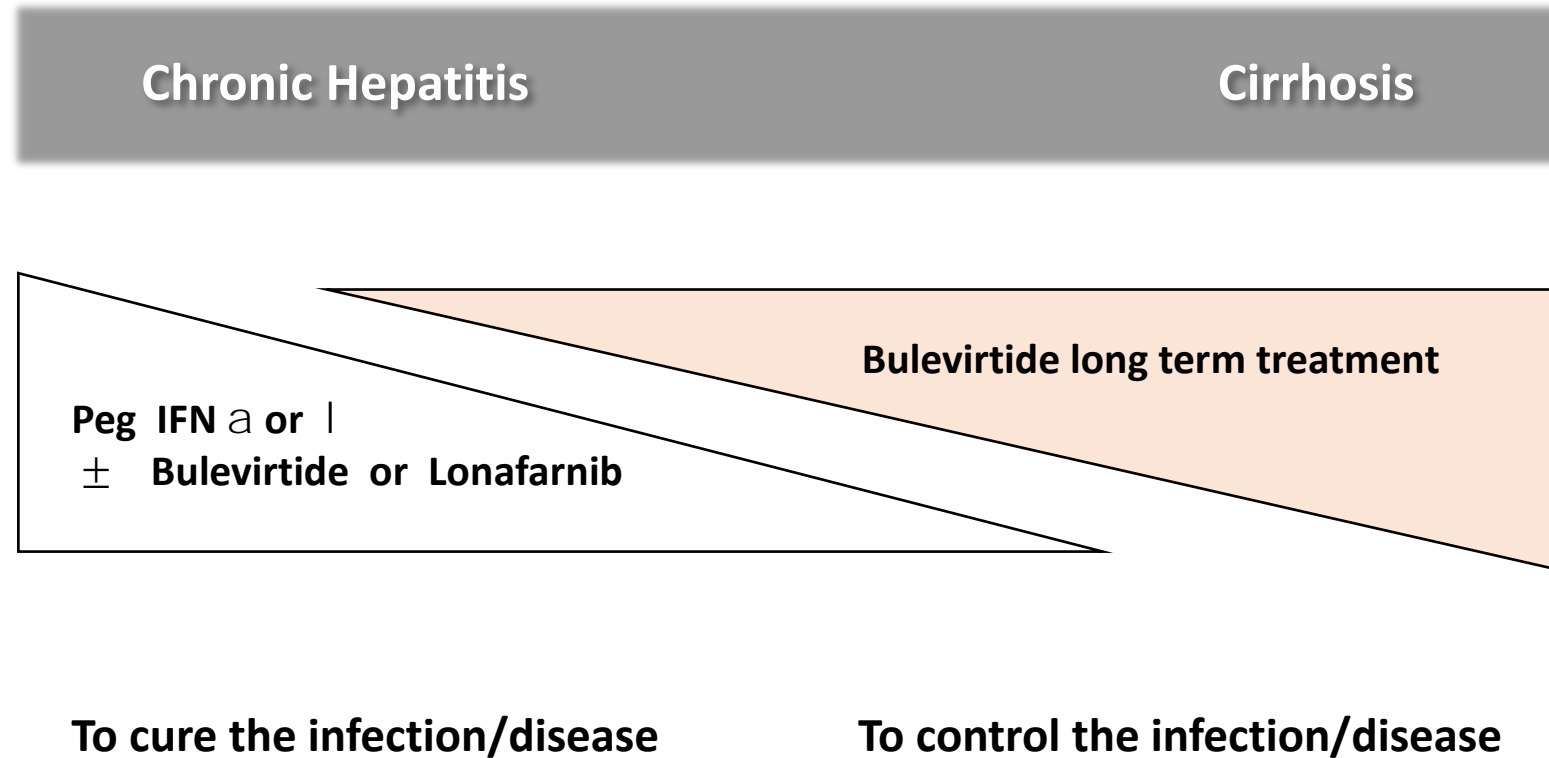 Chronic Hepatitis Cirrhosis
Bulevirtide long term treatment
Peg IFN a or l
± Bulevirtide or Lonafarnib
To cure the infection/disease To control the infection/disease